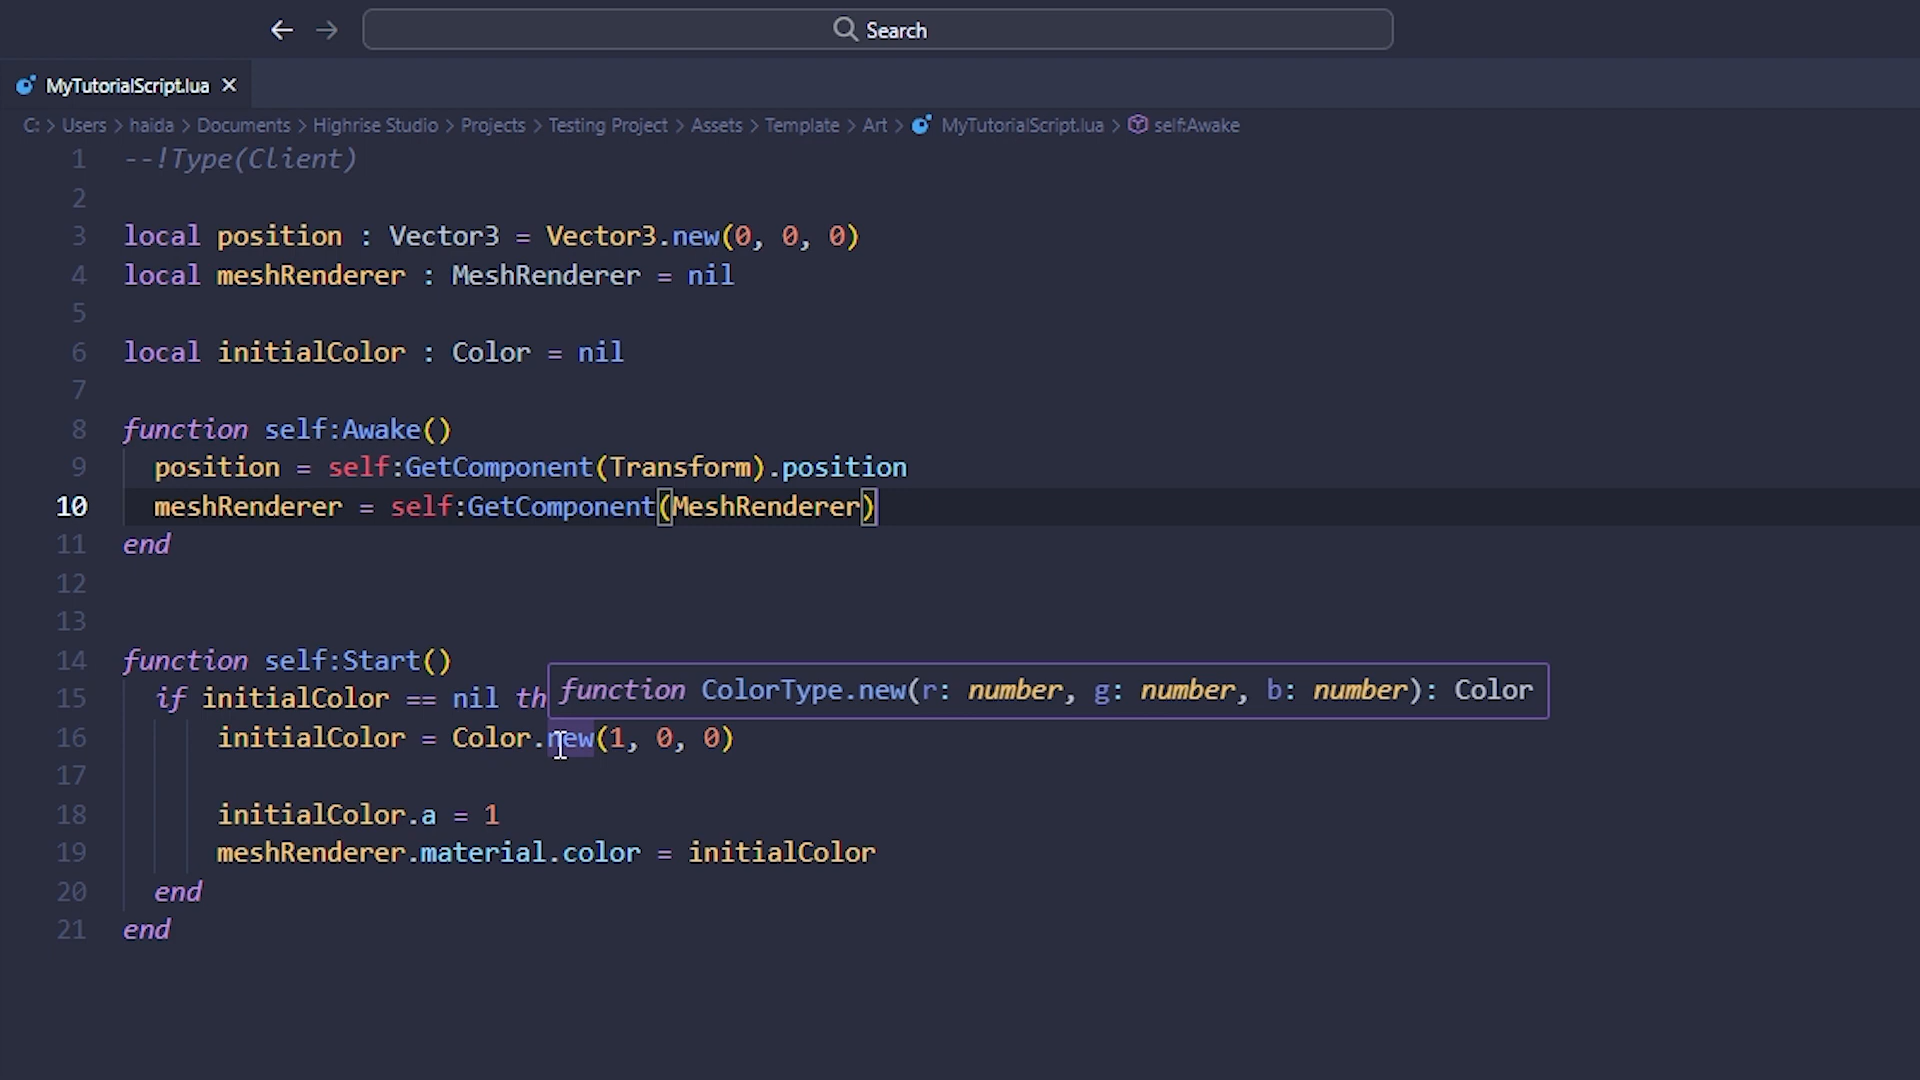 Search
MyTutorialScript.lua
C: > Users > haida > Documents > Highrise Studio > Projects > Testing Project > Assets > Template > Art > MyTutorialScript.lua > self:Awake
1 --!Type(Client)
2
3 local position : Vector3 = Vector3.new(0, 0, 0)
4 local meshRenderer : MeshRenderer = nil
5
6 local initialColor : Color = nil
7
8 function self:Awake()
9 position = self:GetComponent(Transform).position
10 meshRenderer = self:GetComponent(MeshRenderer)
11 end
12
13
14 function self:Start()
function ColorType.new(r: number, g: number, b: number): Color
15 if initialColor == nil th
16 initialColor = Color.new(1, 0, 0)
17
18 initialColor.a = 1
19 meshRenderer.material.color = initialColor
20 end
21 end